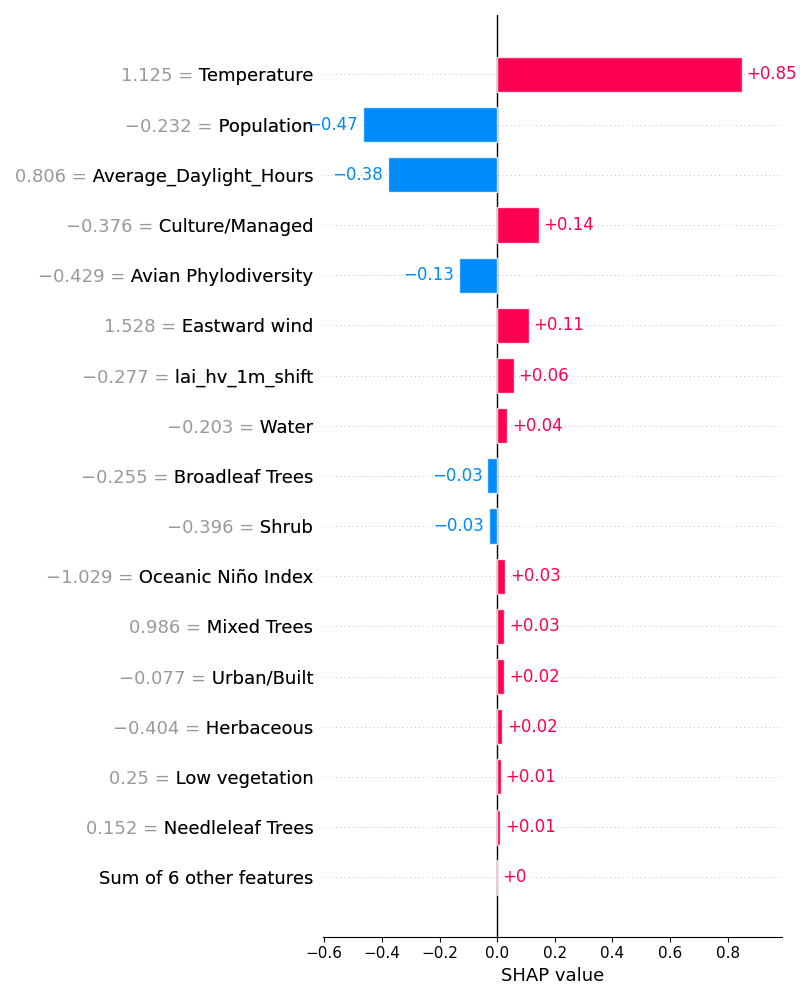 1.125 = Temperature +0.85
−0.232 = Population −0.47
0.806 = Average_Daylight_Hours −0.38
−0.376 = Culture/Managed +0.14
−0.429 = Avian Phylodiversity −0.13
1.528 = Eastward wind +0.11
−0.277 = lai_hv_1m_shift +0.06
−0.203 = Water +0.04
−0.255 = Broadleaf Trees −0.03
−0.396 = Shrub −0.03
−1.029 = Oceanic Niño Index +0.03
0.986 = Mixed Trees +0.03
−0.077 = Urban/Built +0.02
−0.404 = Herbaceous +0.02
0.25 = Low vegetation +0.01
0.152 = Needleleaf Trees +0.01
Sum of 6 other features +0
−0.6 −0.4 −0.2 0.0 0.2 0.4 0.6 0.8
SHAP value